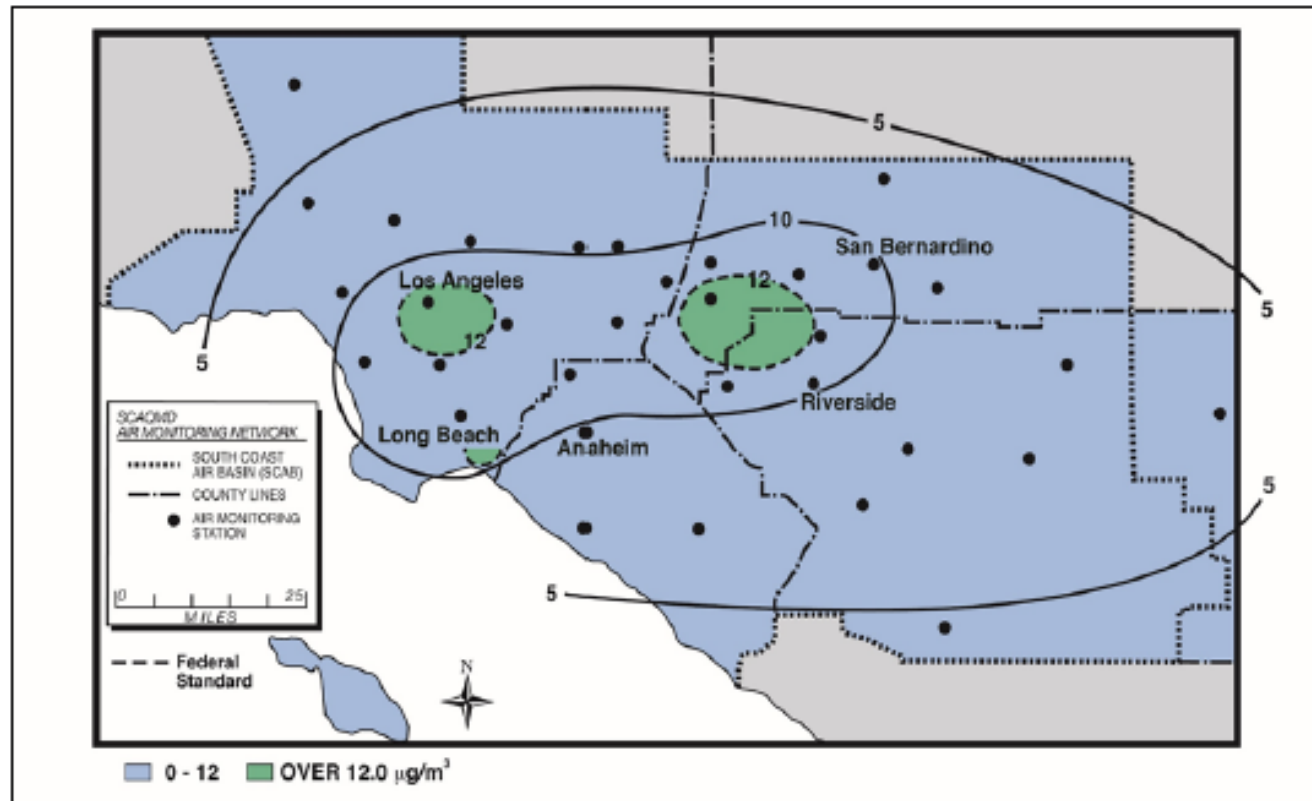 5
10
San Bernardino
Los Angeles
12
5
12
5
Riverside
SCAQMD
AIR MONITORING NETWORK
Long Beach
Anaheim
SOUTH COAST
AIR BASIN (SCAB)
COUNTY LINES
AIR MONITORING
STATION
5
0 25
MILES
5
Federal
Standard
N
0 - 12 OVER 12.0 µg/m³